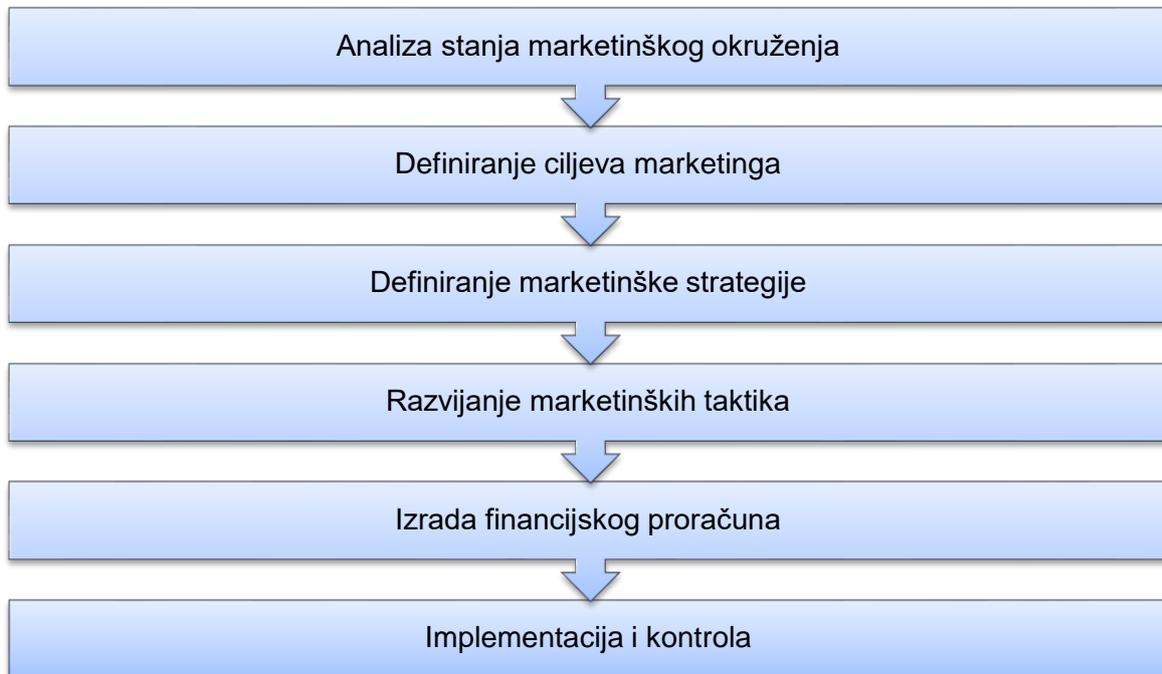 Analiza stanja marketinškog okruženja
Definiranje ciljeva marketinga
Definiranje marketinške strategije
Razvijanje marketinških taktika
Izrada financijskog proračuna
Implementacija i kontrola